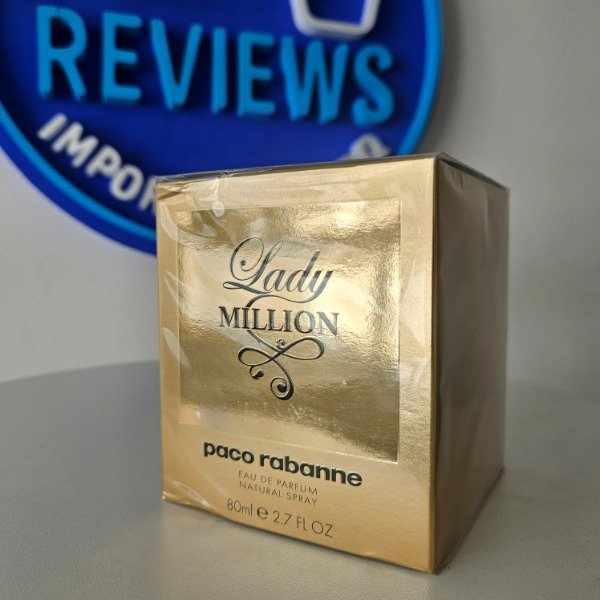 REVIEWS
Lady
MILLION
paco rabanne
EAU DE PARFUM
NATURAL SPRAY
80ml e 2.7 FL OZ